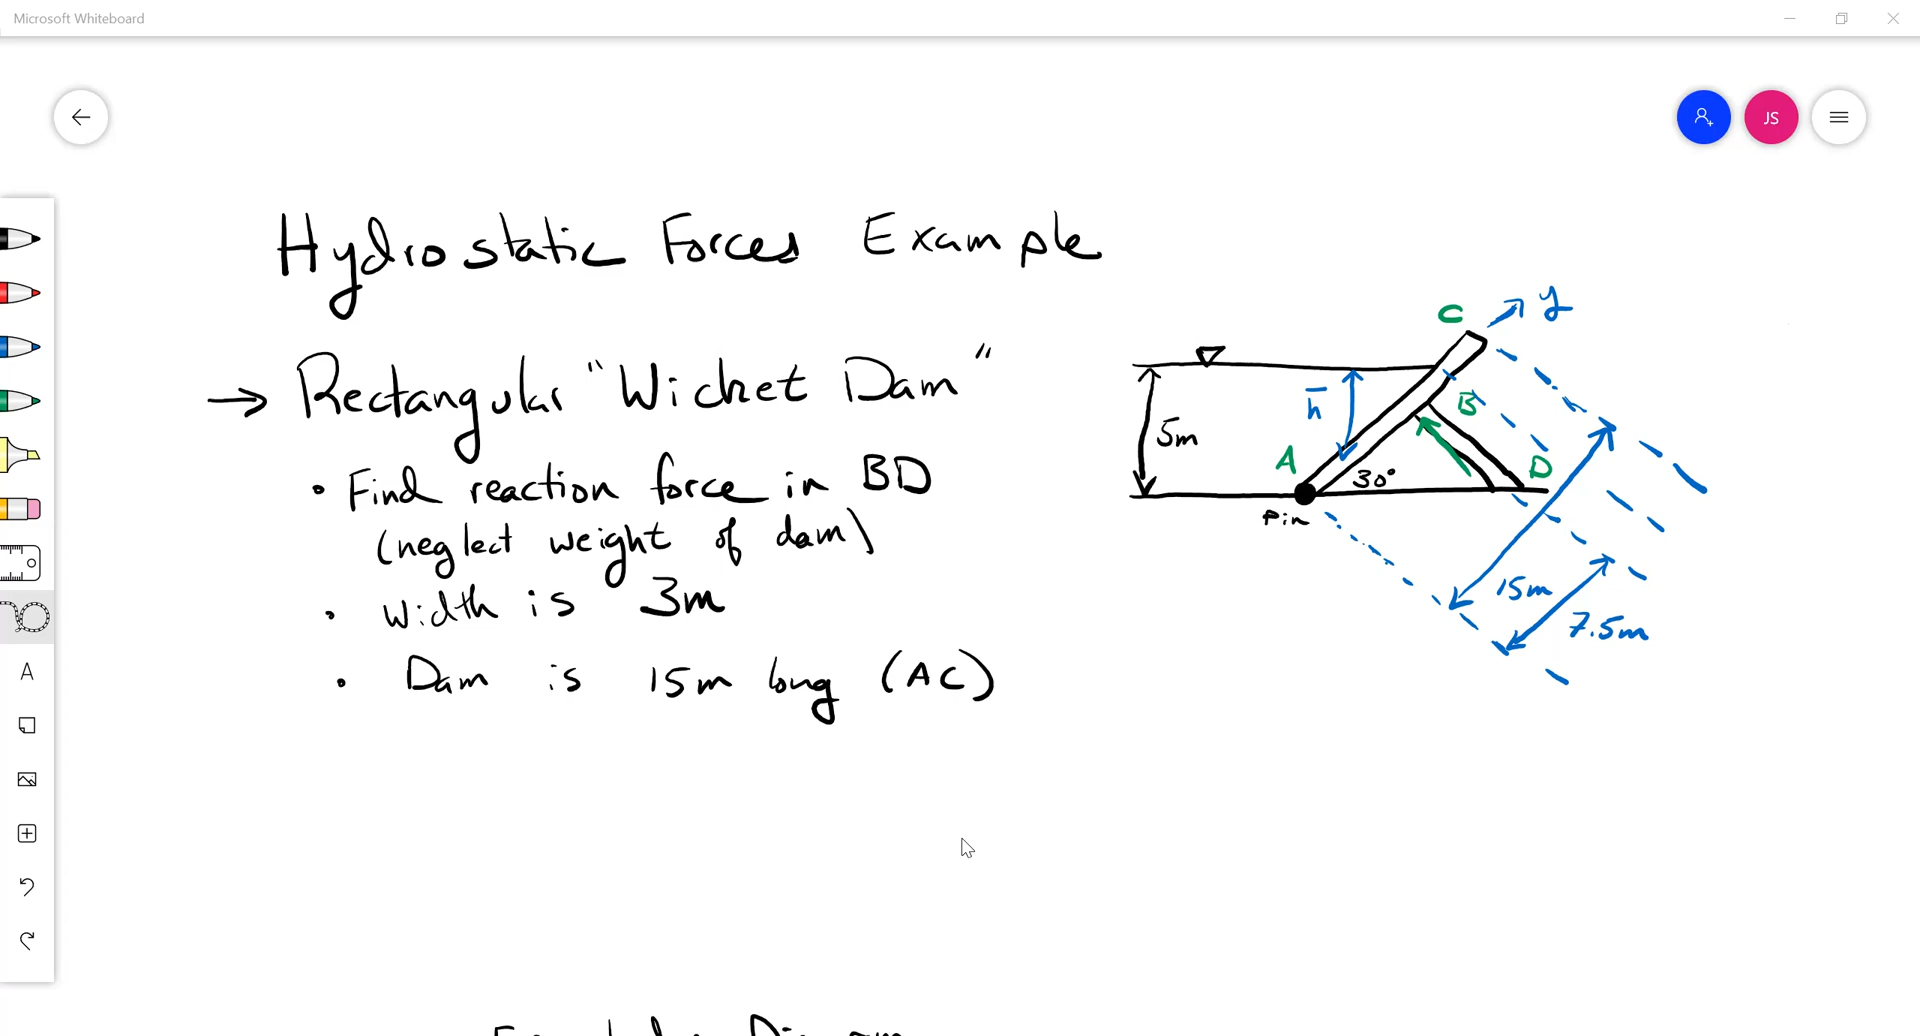 Microsoft Whiteboard
JS
Hydrostatic Forces Example
→ Rectangular "Wicket Dam"
• Find reaction force in BD
(neglect weight of dam)
• Width is 3m
• Dam is 15m long (AC)
C
y
h̄
B
5m
A
D
30°
Pin
15m
7.5m
A